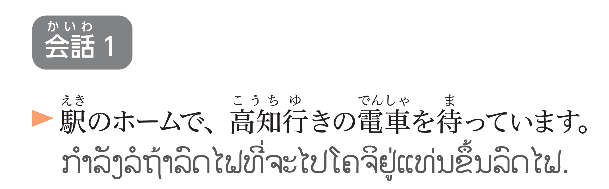 かいわ
会話 1
えき こうち ゆ でんしゃ ま
駅のホームで、高知行きの電車を待っています。
ກຳລັງລໍຖ້າລົດໄຟທີ່ຈະໄປໂຄຈິຢູ່ແທ່ນຂຶ້ນລົດໄຟ.